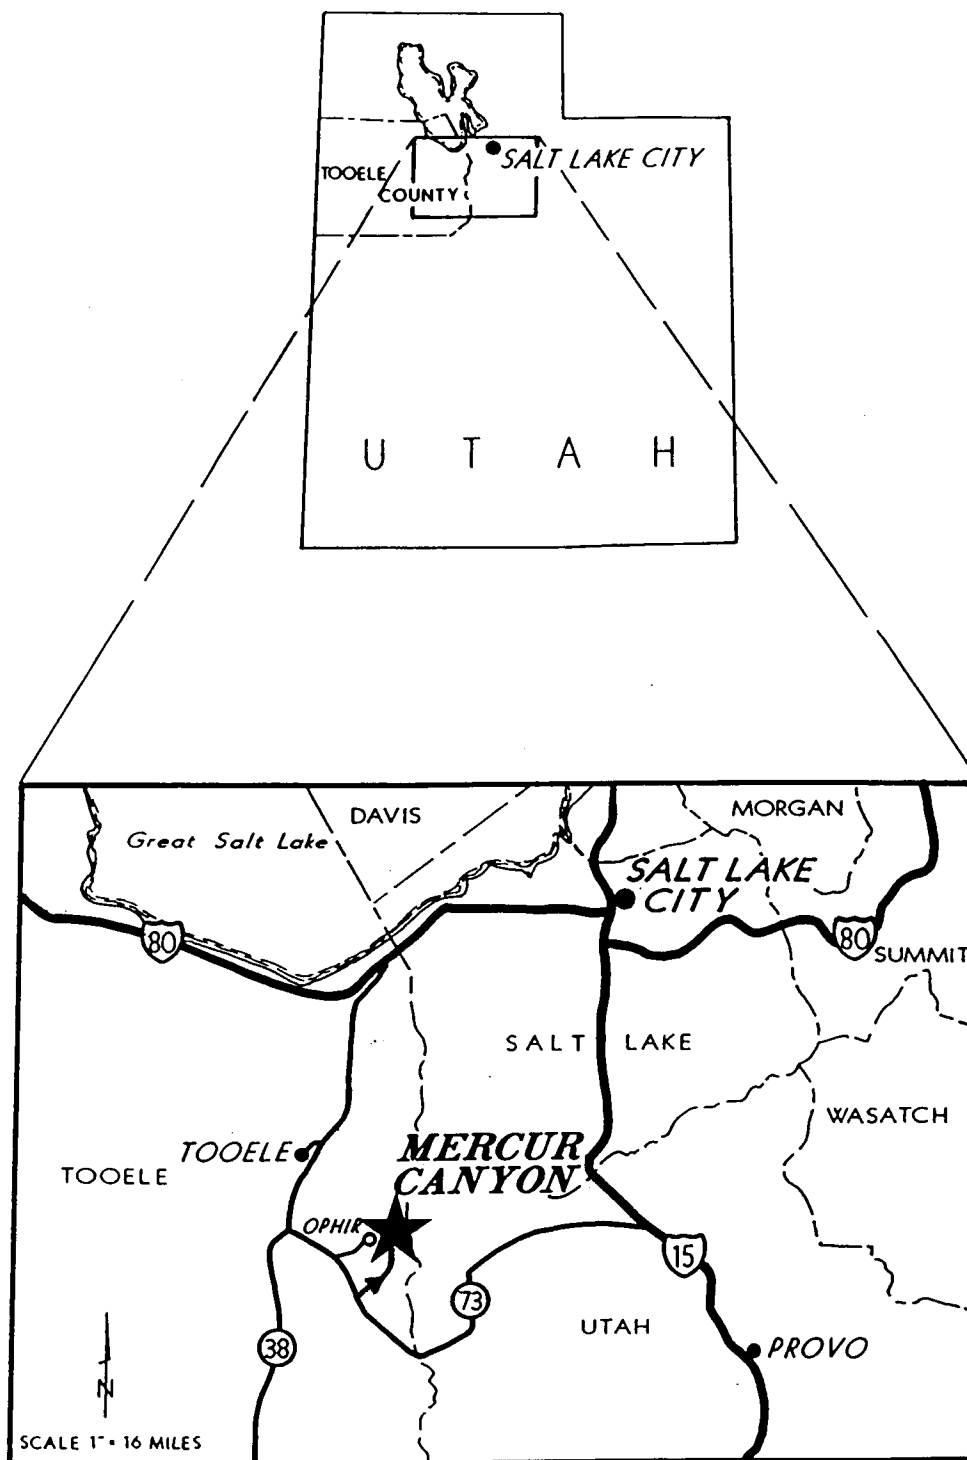 SALT LAKE CITY
TOOELE
COUNTY
U T A H
DAVIS
MORGAN
Great Salt Lake
SALT LAKE
CITY
80
80
SUMMIT
SALT LAKE
WASATCH
MERCUR
CANYON
TOOELE
TOOELE
OPHIR
15
73
UTAH
38
PROVO
N
SCALE 1" = 16 MILES